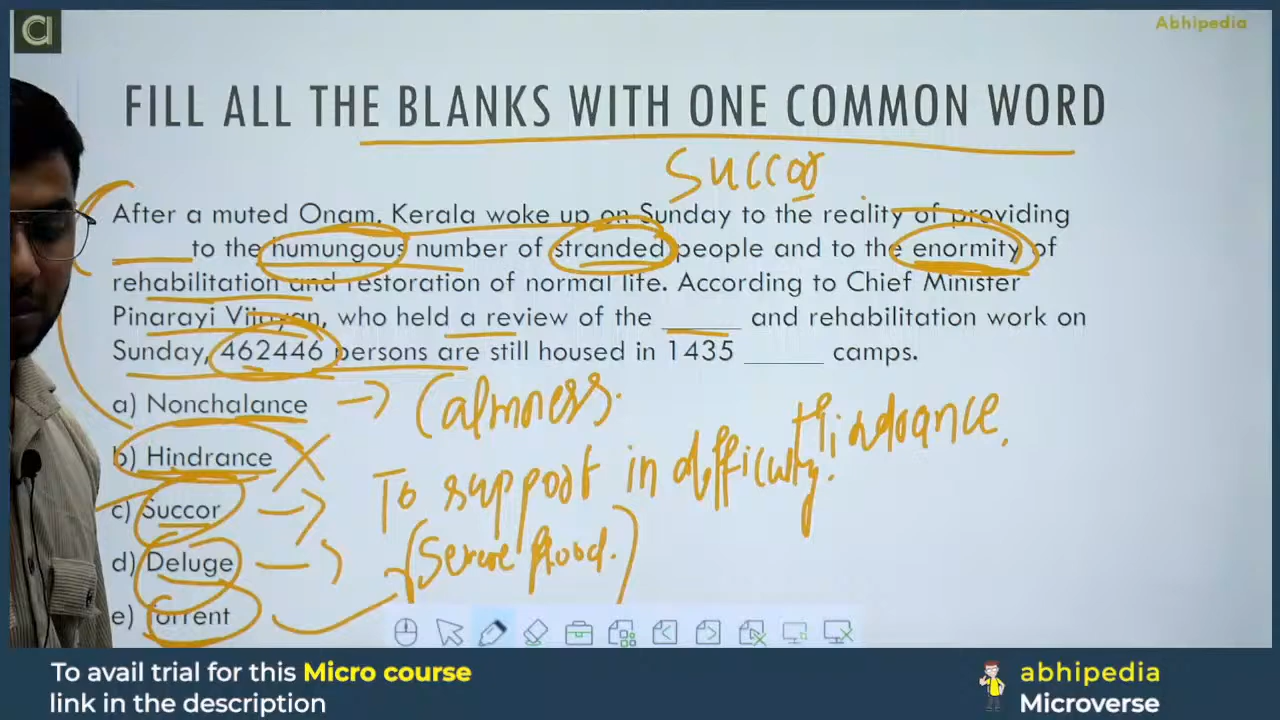 Abhipedia
FILL ALL THE BLANKS WITH ONE COMMON WORD
Succor
After a muted Onam, Kerala woke up on Sunday to the reality of providing
______ to the humungous number of stranded people and to the enormity of
rehabilitation and restoration of normal life. According to Chief Minister
Pinarayi Vijayan, who held a review of the ______ and rehabilitation work on
Sunday, 462446 persons are still housed in 1435 ______ camps.
a) Nonchalance → Calmness.
b) Hindrance Hindrance.
c) Succor → To support in difficulty.
d) Deluge → (Severe flood.)
e) Torrent
To avail trial for this Micro course
link in the description
abhipedia
Microverse